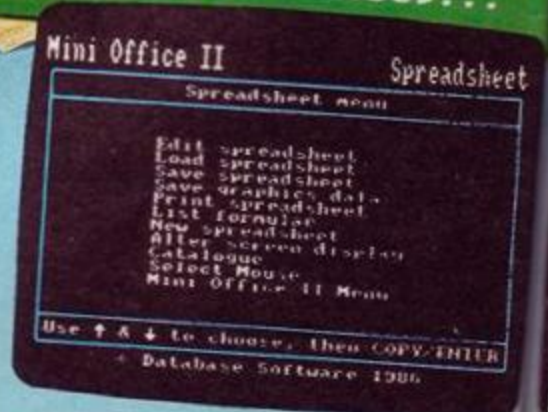 Mini Office II
Spreadsheet
Spreadsheet menu
Edit spreadsheet
Load spreadsheet
Save spreadsheet
Save graphics data
Print spreadsheet
List formulae
New spreadsheet
Alter screen display
Catalogue
Select Mouse
Mini Office II Menu
Use ↑ & ↓ to choose, then COPY/ENTER
Database Software 1986